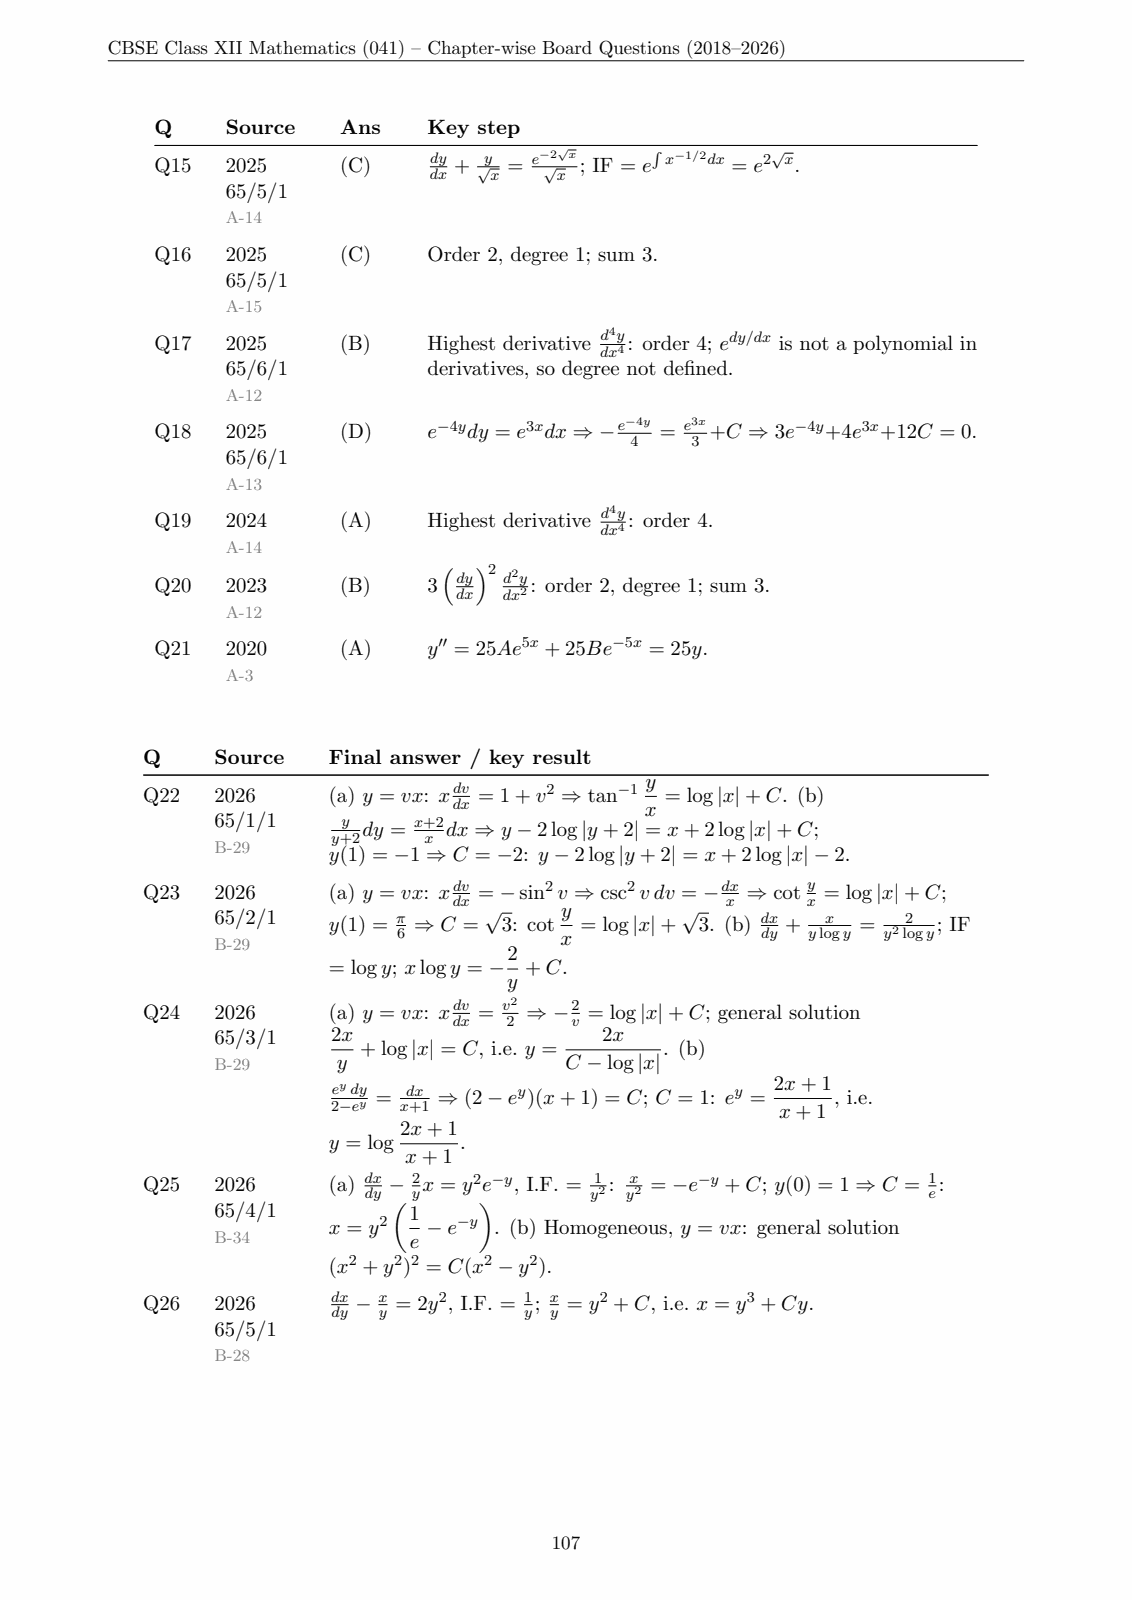 CBSE Class XII Mathematics (041) – Chapter-wise Board Questions (2018–2026)
Q Source Ans Key step
Q15 2025 (C) dy/dx + y/√x = e^{−2√x}/√x; IF = e^{∫ x^{−1/2}dx} = e^{2√x}.
65/5/1
A-14
Q16 2025 (C) Order 2, degree 1; sum 3.
65/5/1
A-15
Q17 2025 (B) Highest derivative d⁴y/dx⁴: order 4; e^{dy/dx} is not a polynomial in
65/6/1 derivatives, so degree not defined.
A-12
Q18 2025 (D) e^{−4y}dy = e^{3x}dx ⇒ −e^{−4y}/4 = e^{3x}/3 + C ⇒ 3e^{−4y}+4e^{3x}+12C = 0.
65/6/1
A-13
Q19 2024 (A) Highest derivative d⁴y/dx⁴: order 4.
A-14
Q20 2023 (B) 3(dy/dx)² d²y/dx²: order 2, degree 1; sum 3.
A-12
Q21 2020 (A) y″ = 25Ae^{5x} + 25Be^{−5x} = 25y.
A-3
Q Source Final answer / key result
Q22 2026 (a) y = vx: x dv/dx = 1 + v² ⇒ tan⁻¹ y/x = log |x| + C. (b)
65/1/1 y/(y+2) dy = (x+2)/x dx ⇒ y − 2 log |y + 2| = x + 2 log |x| + C;
B-29 y(1) = −1 ⇒ C = −2: y − 2 log |y + 2| = x + 2 log |x| − 2.
Q23 2026 (a) y = vx: x dv/dx = − sin² v ⇒ csc² v dv = −dx/x ⇒ cot y/x = log |x| + C;
65/2/1 y(1) = π/6 ⇒ C = √3: cot y/x = log |x| + √3. (b) dx/dy + x/(y log y) = 2/(y² log y); IF
B-29 = log y; x log y = −2/y + C.
Q24 2026 (a) y = vx: x dv/dx = v²/2 ⇒ −2/v = log |x| + C; general solution
65/3/1 2x/y + log |x| = C, i.e. y = 2x/(C − log |x|). (b)
B-29 e^y dy/(2−e^y) = dx/(x+1) ⇒ (2 − e^y)(x + 1) = C; C = 1: e^y = (2x + 1)/(x + 1), i.e.
y = log (2x + 1)/(x + 1).
Q25 2026 (a) dx/dy − (2/y)x = y²e^{−y}, I.F. = 1/y²: x/y² = −e^{−y} + C; y(0) = 1 ⇒ C = 1/e:
65/4/1 x = y²(1/e − e^{−y}). (b) Homogeneous, y = vx: general solution
B-34 (x² + y²)² = C(x² − y²).
Q26 2026 dx/dy − x/y = 2y², I.F. = 1/y; x/y = y² + C, i.e. x = y³ + Cy.
65/5/1
B-28
107